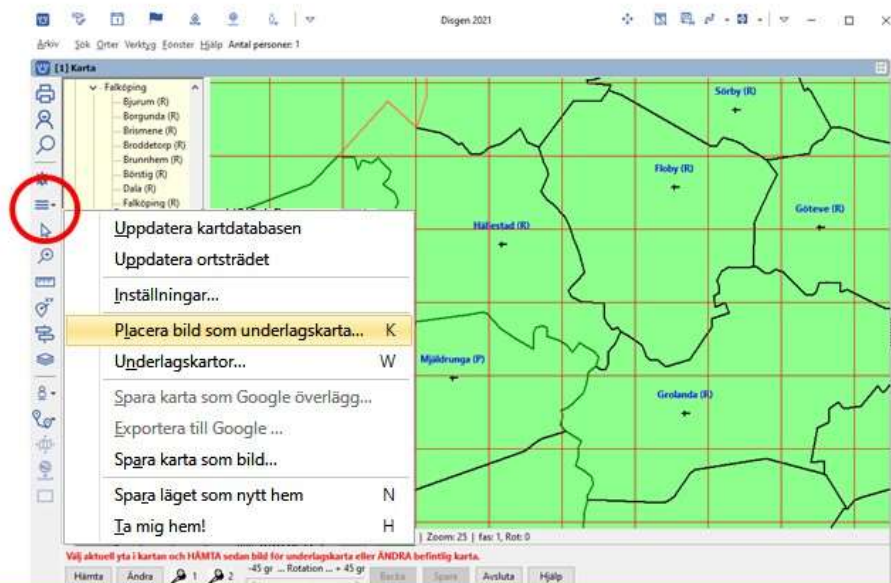 Disgen 2021
Arkiv Sök Orter Verktyg Fönster Hjälp Antal personer: 1
[1] Karta
Falköping
Bjurum (R)
Borgunda (R)
Brismene (R)
Broddetorp (R)
Brunnhem (R)
Börstig (R)
Dala (R)
Falköping (R)
Sörby (R)
Floby (R)
Göteve (R)
Hällestad (R)
Mjäldrunga (P)
Grolanda (R)
Uppdatera kartdatabasen
Uppdatera ortsträdet
Inställningar...
Placera bild som underlagskarta... K
Underlagskartor... W
Spara karta som Google överlägg...
Exportera till Google ...
Spara karta som bild...
Spara läget som nytt hem N
Ta mig hem! H
| Zoom: 25 | fas: 1, Rot: 0
Välj aktuell yta i kartan och HÄMTA sedan bild för underlagskarta eller ÄNDRA befintlig karta.
Hämta Ändra 1 2 -45 gr ... Rotation ... + 45 gr Backa Spara Avsluta Hjälp